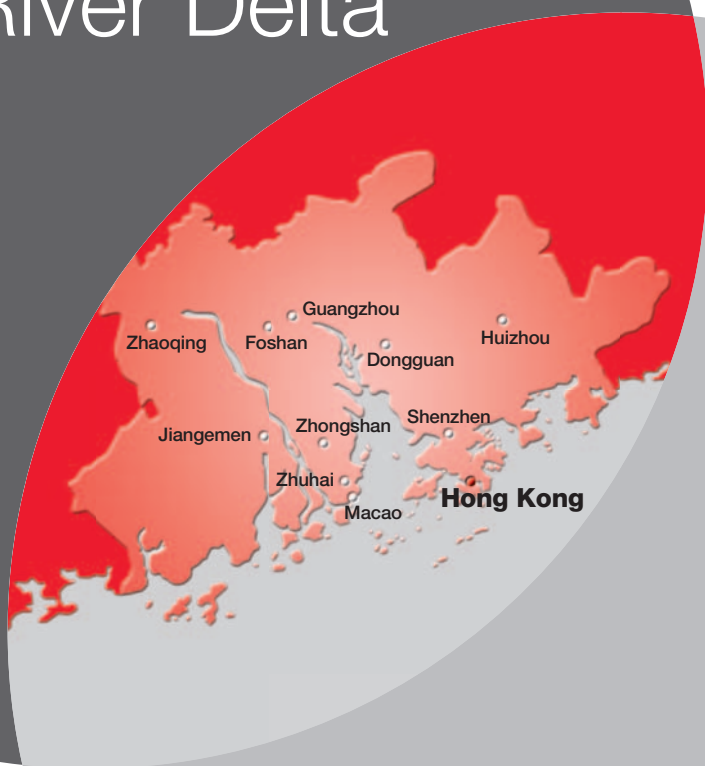 River Delta
Guangzhou
Zhaoqing
Foshan
Huizhou
Dongguan
Shenzhen
Zhongshan
Jiangemen
Zhuhai
Hong Kong
Macao